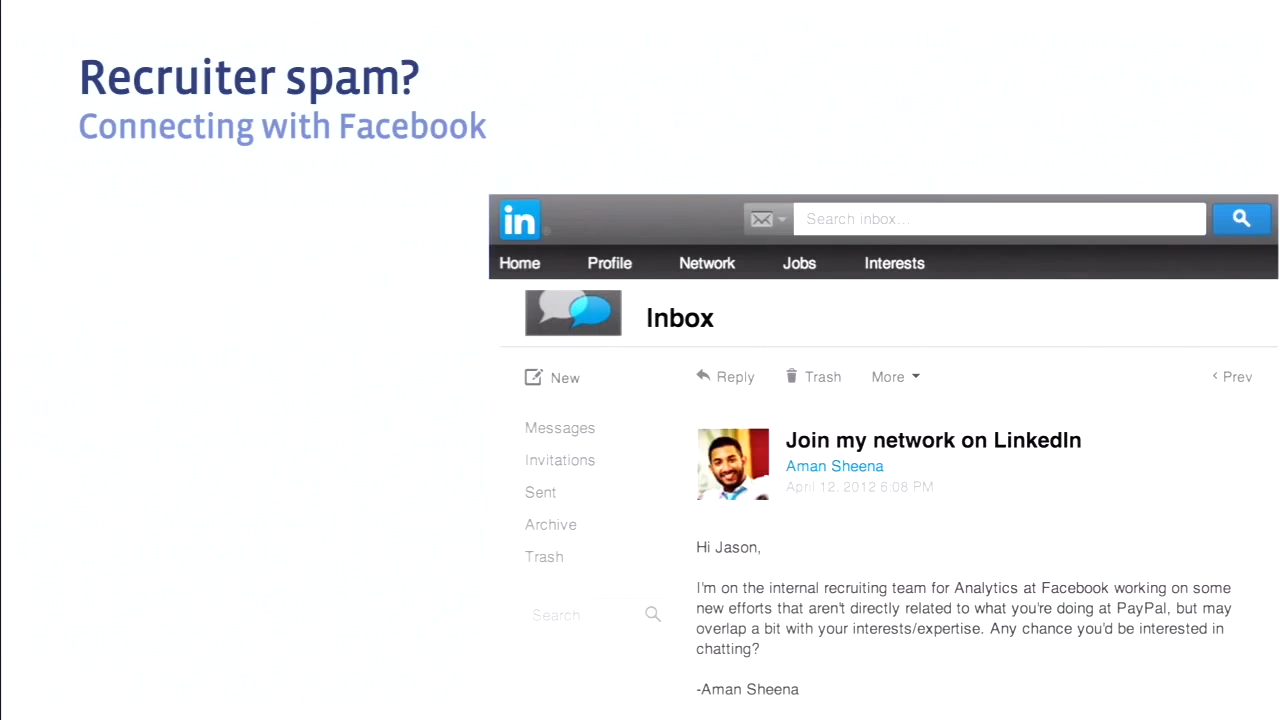 Recruiter spam?
Connecting with Facebook
in®
Search inbox...
Home Profile Network Jobs Interests
Inbox
New
Reply Trash More < Prev
Messages
Invitations
Sent
Archive
Trash
Search
Join my network on LinkedIn
Aman Sheena
April 12, 2012 6:08 PM
Hi Jason,
I'm on the internal recruiting team for Analytics at Facebook working on some
new efforts that aren't directly related to what you're doing at PayPal, but may
overlap a bit with your interests/expertise. Any chance you'd be interested in
chatting?
-Aman Sheena